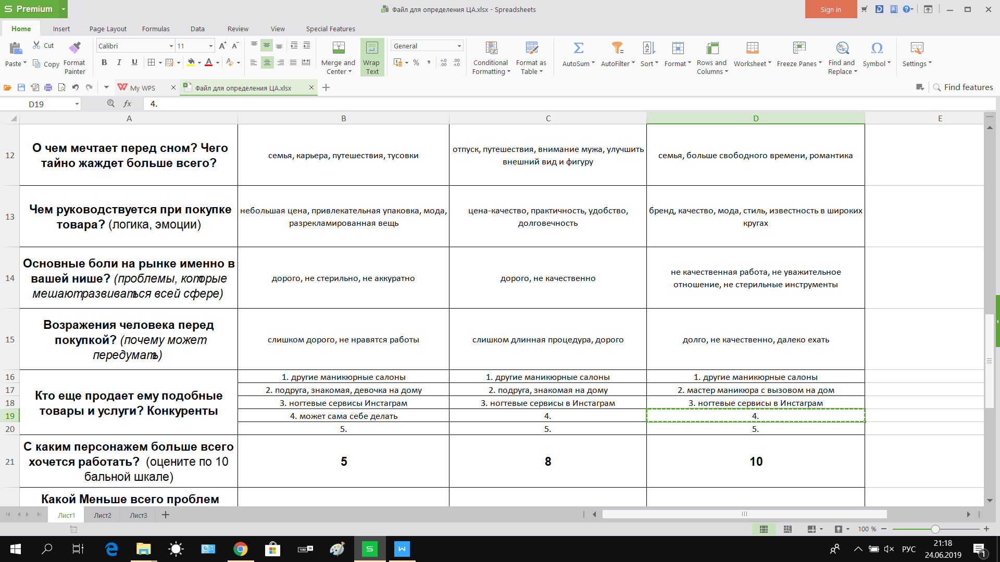 S Premium
Файл для определения ЦА.xlsx - Spreadsheets
Sign in
Home Insert Page Layout Formulas Data Review View Special Features
Paste Cut Copy Format Painter
Calibri 11
B I U
Merge and Center Wrap Text
General
Conditional Formatting Format as Table AutoSum AutoFilter Sort Format Rows and Columns Worksheet Freeze Panes Find and Replace Symbol Settings
My WPS Файл для определения ЦА.xlsx Find features
D19 fx 4.
A B C D E
12 О чем мечтает перед сном? Чего тайно жаждет больше всего?
семья, карьера, путешествия, тусовки
отпуск, путешествия, внимание мужа, улучшить внешний вид и фигуру
семья, больше свободного времени, романтика
13 Чем руководствуется при покупке товара? (логика, эмоции)
небольшая цена, привлекательная упаковка, мода, разрекламированная вещь
цена-качество, практичность, удобство, долговечность
бренд, качество, мода, стиль, известность в широких кругах
14 Основные боли на рынке именно в вашей нише? (проблемы, которые мешают развиваться всей сфере)
дорого, не стерильно, не аккуратно
дорого, не качественно
не качественная работа, не уважительное отношение, не стерильные инструменты
15 Возражения человека перед покупкой? (почему может передумать)
слишком дорого, не нравятся работы
слишком длинная процедура, дорого
долго, не качественно, далеко ехать
Кто еще продает ему подобные товары и услуги? Конкуренты
16 1. другие маникюрные салоны 1. другие маникюрные салоны 1. другие маникюрные салоны
17 2. подруга, знакомая, девочка на дому 2. подруга, знакомая на дому 2. мастер маникюра с вызовом на дом
18 3. ногтевые сервисы Инстаграм 3. ногтевые сервисы в Инстаграм 3. ногтевые сервисы в Инстаграм
19 4. может сама себе делать 4. 4.
20 5. 5. 5.
21 С каким персонажем больше всего хочется работать? (оцените по 10 бальной шкале)
5 8 10
Какой Меньше всего проблем
Лист1 Лист2 Лист3
100 %
РУС
21:18
24.06.2019
1